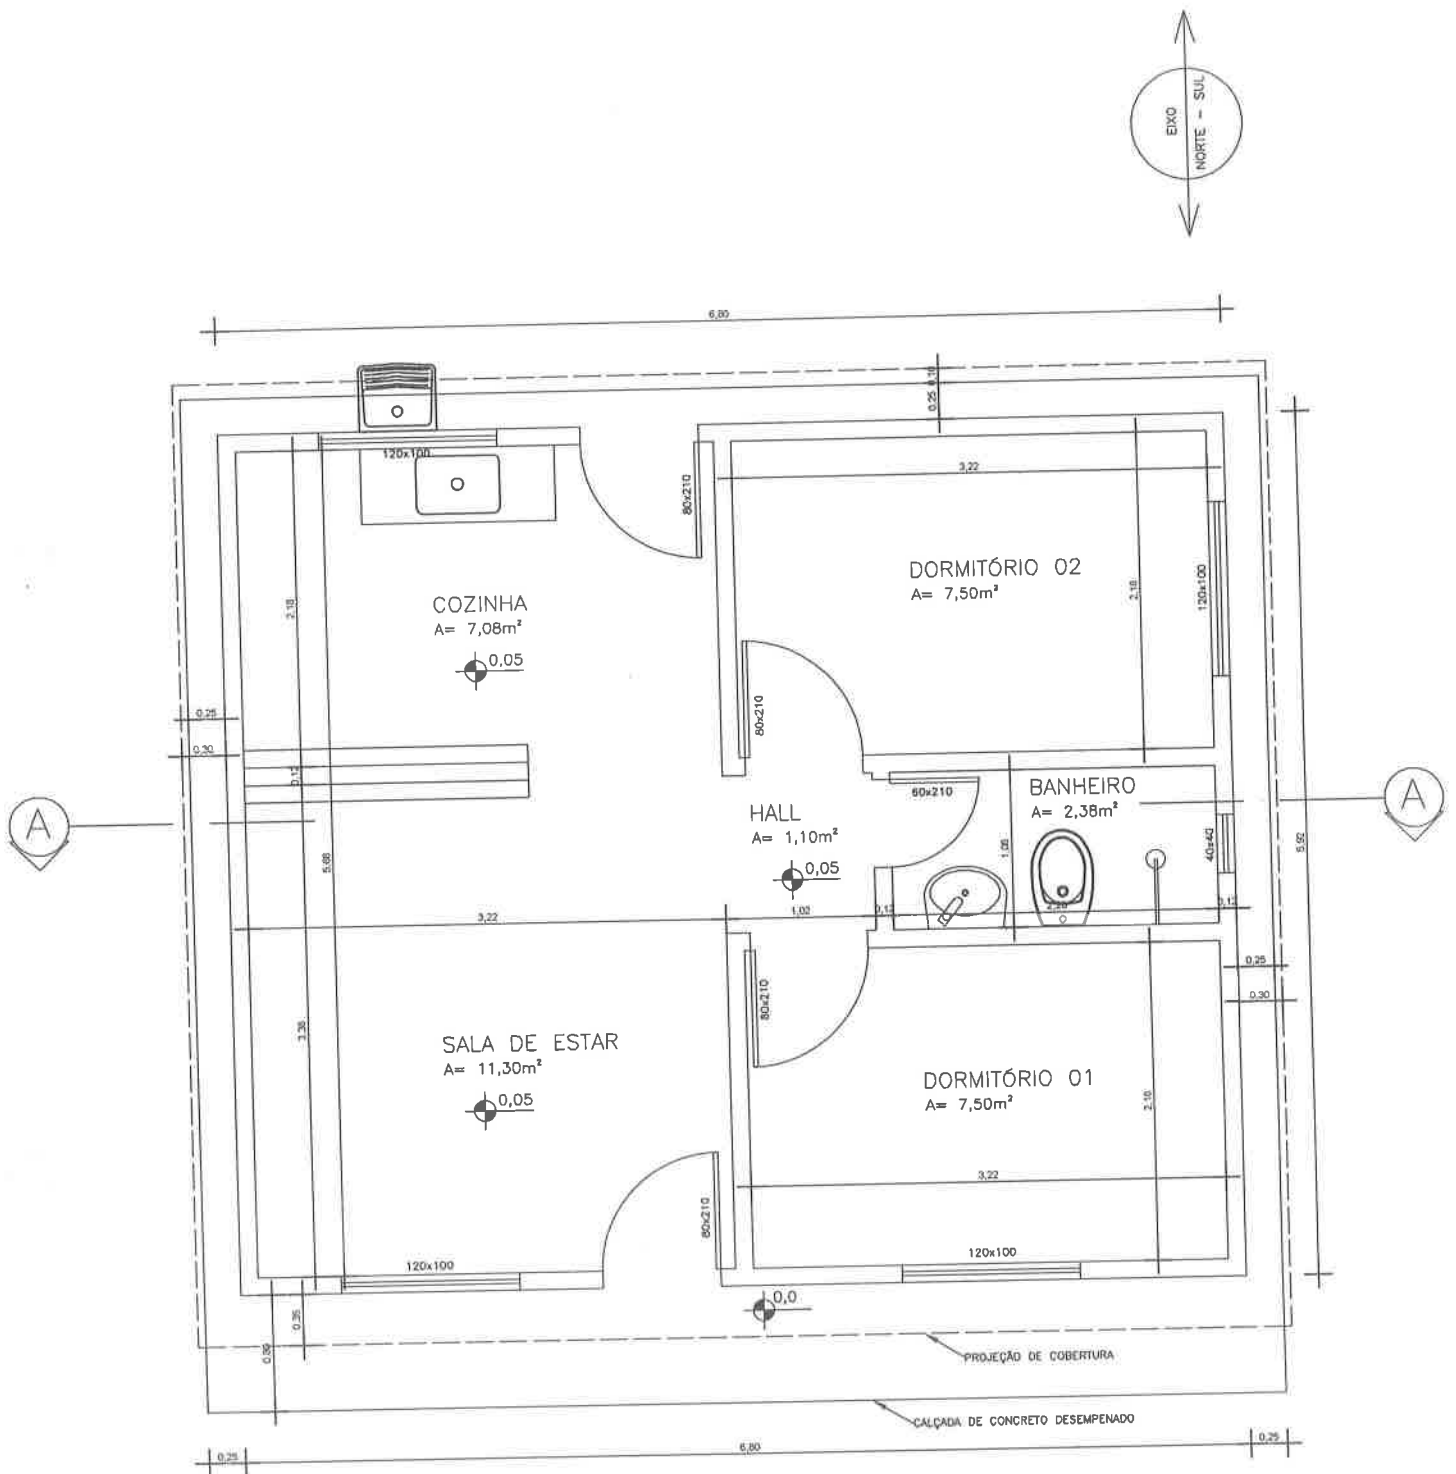 EIXO
NORTE - SUL
6,80
0,10
0,25
120x100
80x210
3,22
DORMITÓRIO 02
A= 7,50m²
2,18
120x100
2,18
COZINHA
A= 7,08m²
0,05
80x210
0,25
0,30
0,12
60x210
BANHEIRO
A= 2,38m²
HALL
A= 1,10m²
0,05
A
A
40x40
5,92
1,05
5,68
3,22
1,02
0,12
0,12
0,25
0,30
80x210
3,38
SALA DE ESTAR
A= 11,30m²
0,05
DORMITÓRIO 01
A= 7,50m²
3,22
80x210
120x100
120x100
0,0
0,35
PROJEÇÃO DE COBERTURA
CALÇADA DE CONCRETO DESEMPENADO
0,25
6,80
0,25